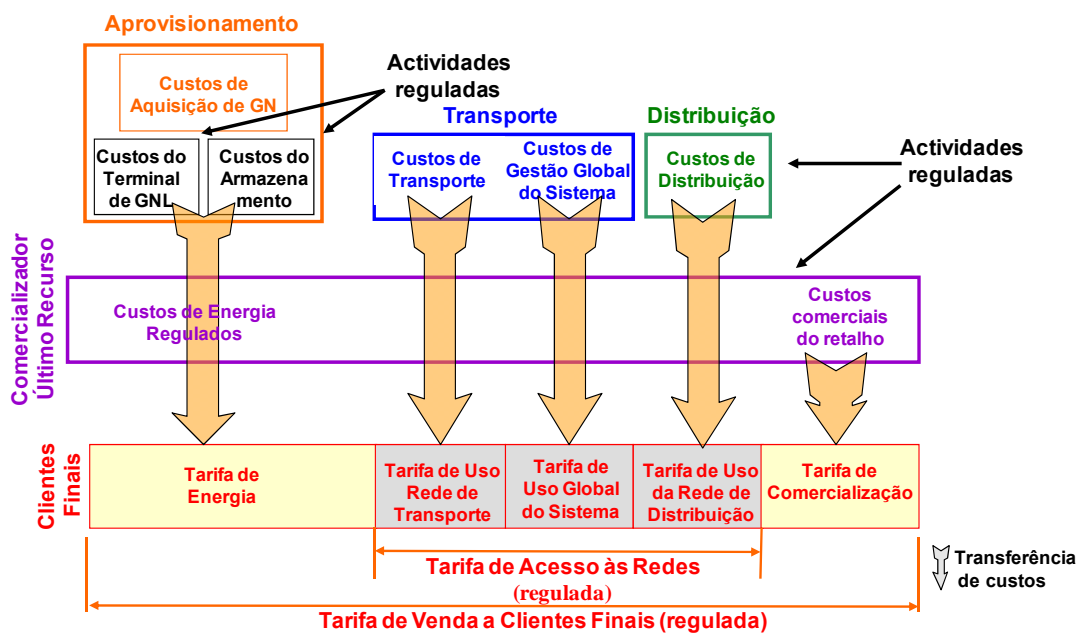 Aprovisionamento
Custos de
Aquisição de GN
Custos do
Terminal
de GNL
Custos do
Armazena
mento
Actividades
reguladas
Transporte
Custos de
Transporte
Custos de
Gestão Global
do Sistema
Distribuição
Custos de
Distribuição
Actividades
reguladas
Comercializador
Último Recurso
Custos de Energia
Regulados
Custos
comerciais
do retalho
Clientes
Finais
Tarifa de
Energia
Tarifa de Uso
Rede de
Transporte
Tarifa de
Uso Global
do Sistema
Tarifa de Uso
da Rede de
Distribuição
Tarifa de
Comercialização
Tarifa de Acesso às Redes
(regulada)
Tarifa de Venda a Clientes Finais (regulada)
Transferência
de custos